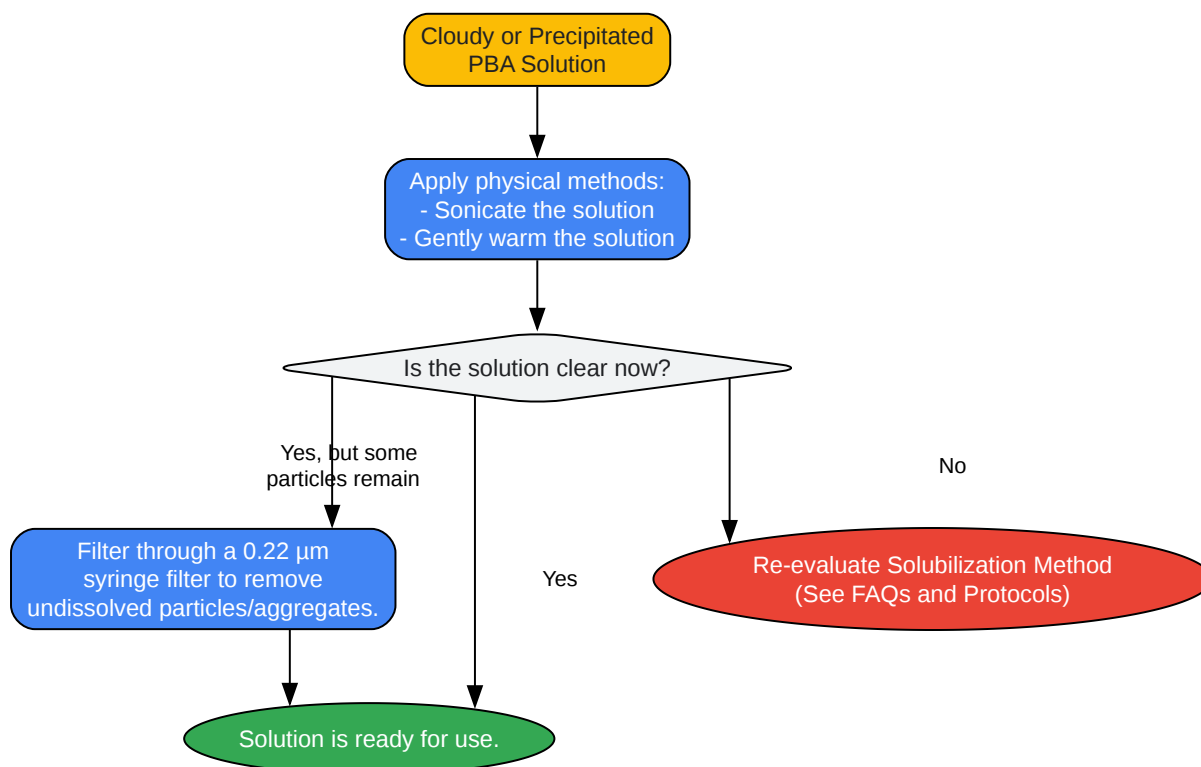 Cloudy or Precipitated
PBA Solution
Apply physical methods:
- Sonicate the solution
- Gently warm the solution
Is the solution clear now?
Yes, but some
particles remain
No
Filter through a 0.22 µm
syringe filter to remove
undissolved particles/aggregates.
Yes
Re-evaluate Solubilization Method
(See FAQs and Protocols)
Solution is ready for use.